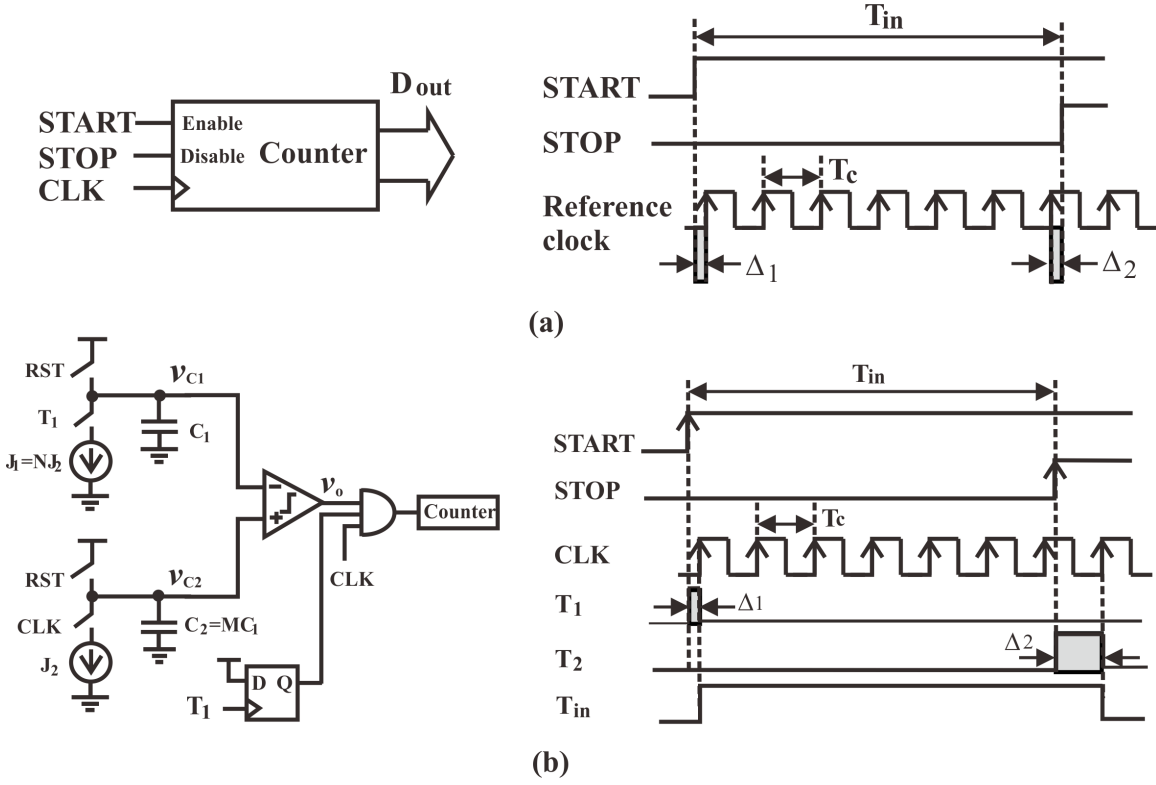 START
STOP
CLK
Enable
Disable
Counter
D out
T in
START
STOP
T c
Reference
clock
Δ 1
Δ 2
(a)
RST
v C1
T 1
C 1
J 1 =NJ 2
v o
Counter
CLK
RST
v C2
CLK
C 2 =MC 1
J 2
T 1
D Q
T in
START
STOP
T c
CLK
T 1
Δ1
T 2
Δ2
T in
(b)